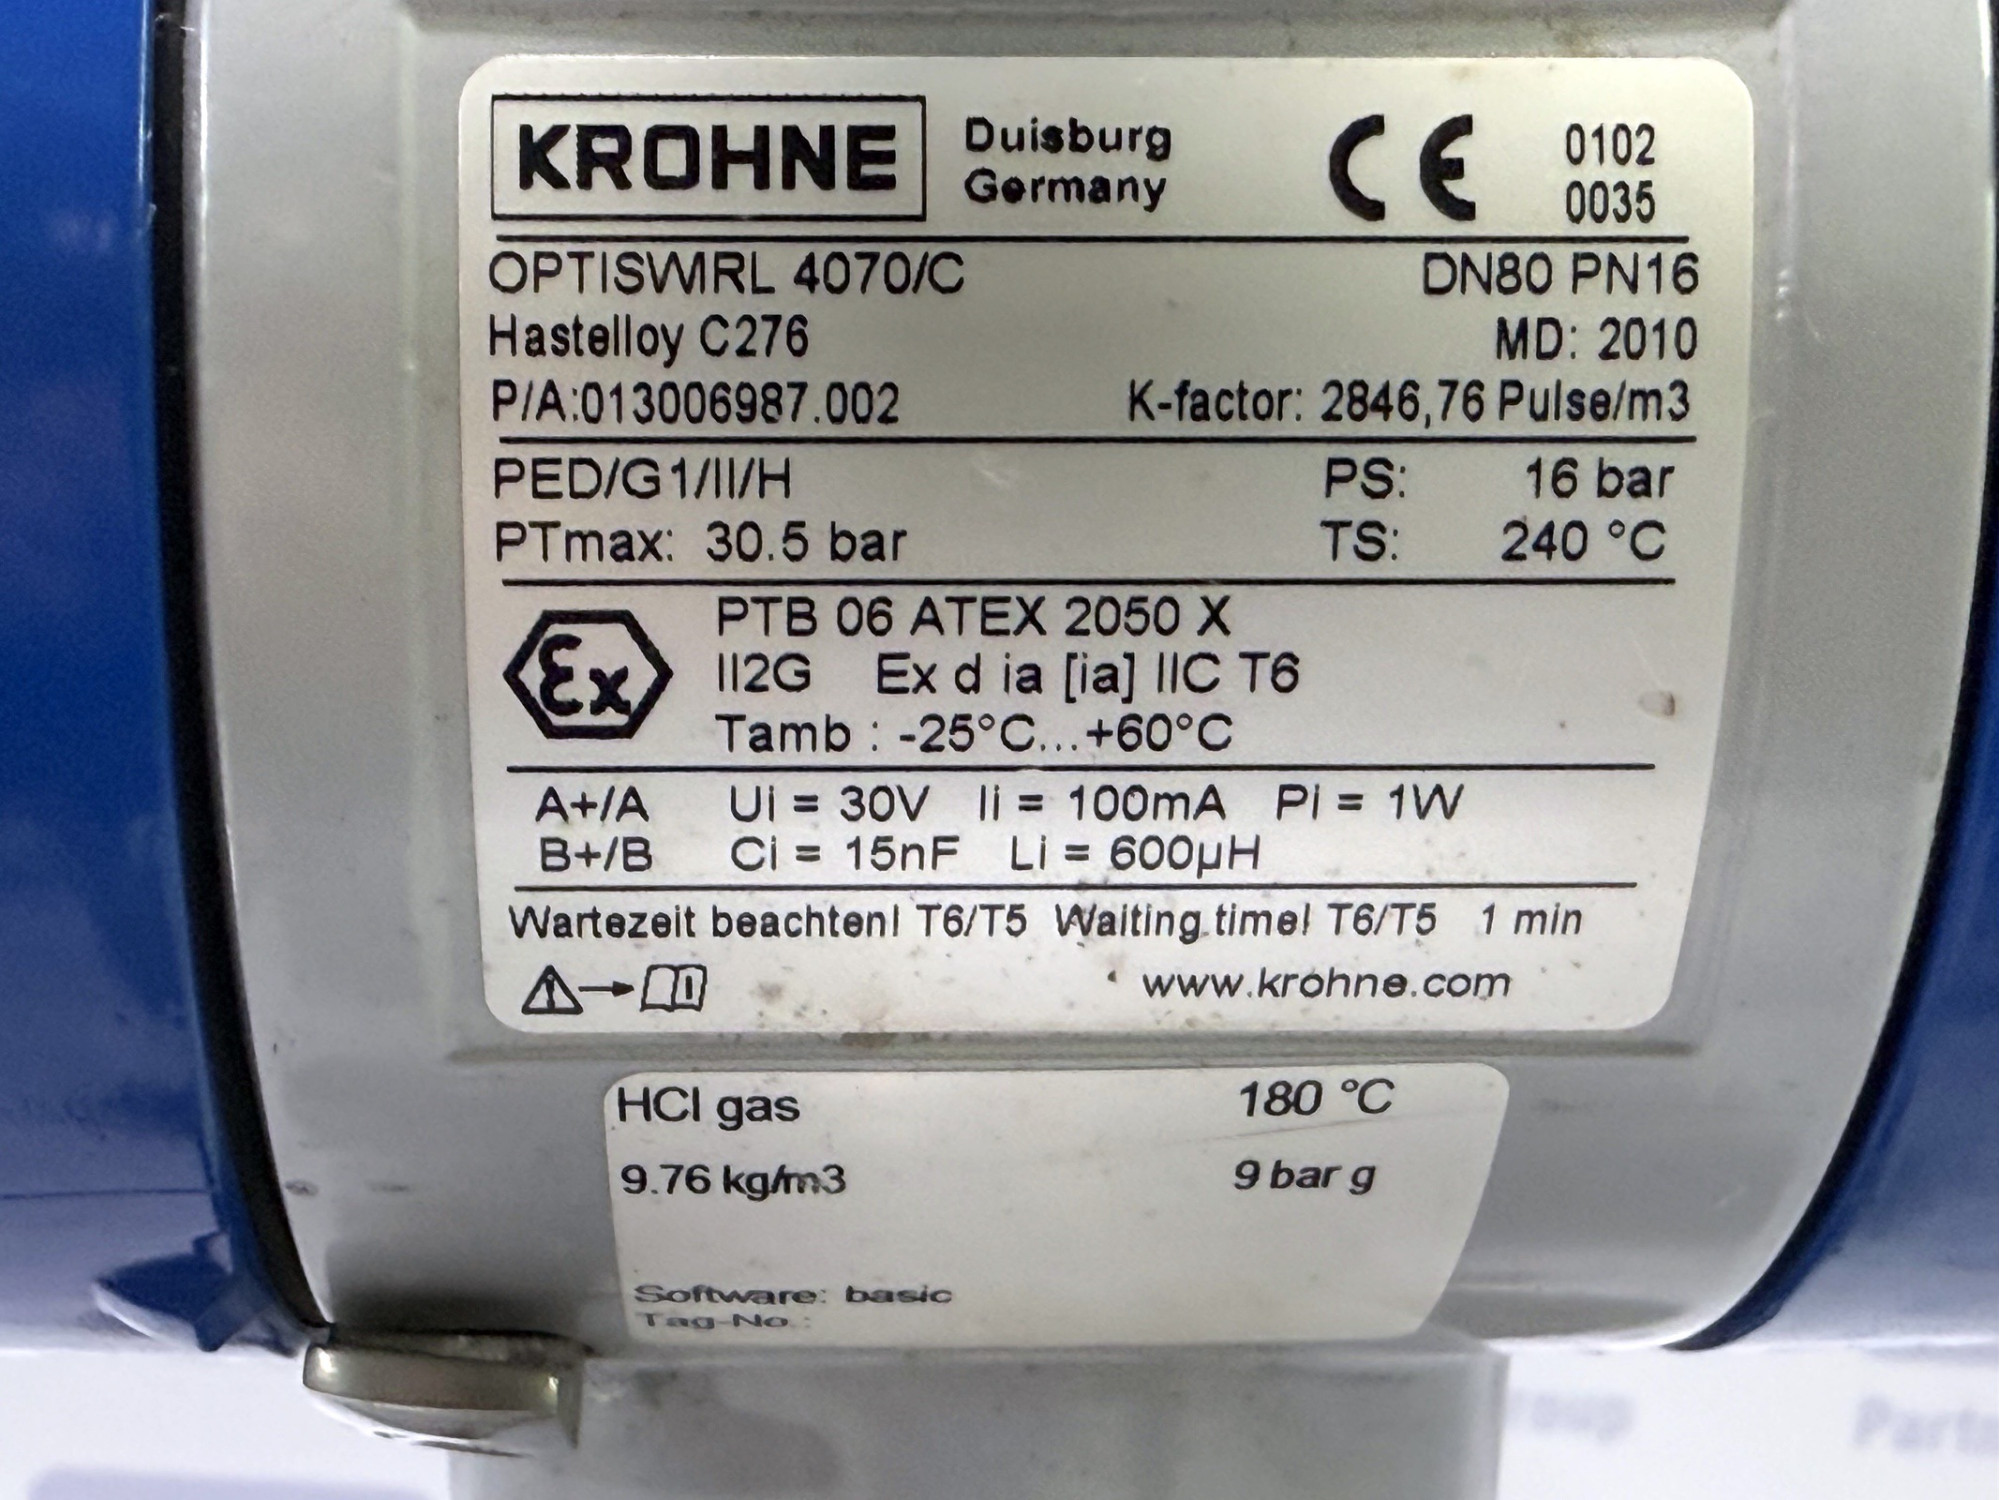 KROHNE Duisburg Germany CE 0102 0035
OPTISWIRL 4070/C DN80 PN16
Hastelloy C276 MD: 2010
P/A:013006987.002 K-factor: 2846,76 Pulse/m3
PED/G1/II/H PS: 16 bar
PTmax: 30.5 bar TS: 240 °C
Ex PTB 06 ATEX 2050 X
II2G Ex d ia [ia] IIC T6
Tamb : -25°C...+60°C
A+/A Ui = 30V Ii = 100mA Pi = 1W
B+/B Ci = 15nF Li = 600µH
Wartezeit beachten! T6/T5 Waiting time! T6/T5 1 min
www.krohne.com
HCl gas 180 °C
9.76 kg/m3 9 bar g
Software: basic
Tag-No.: